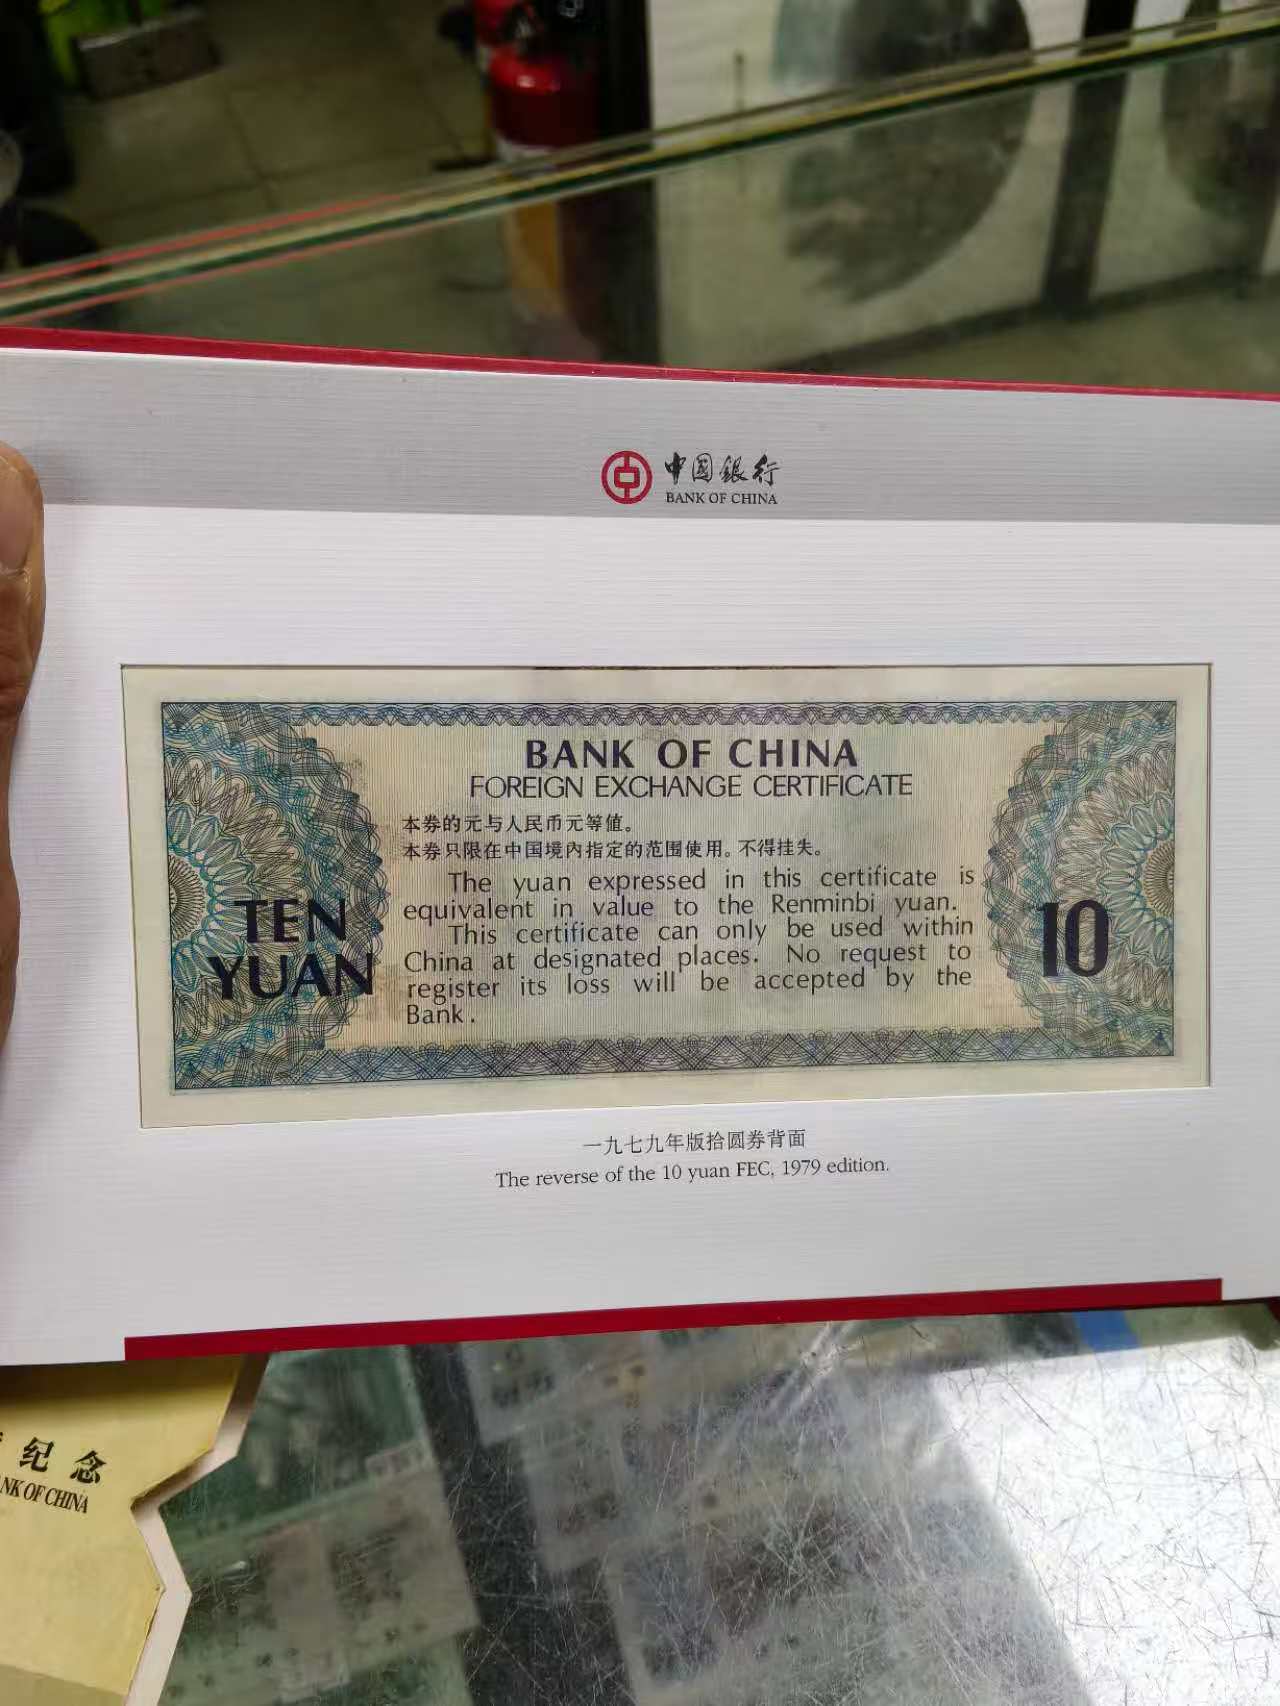 中国銀行
BANK OF CHINA
BANK OF CHINA
FOREIGN EXCHANGE CERTIFICATE
本券的元与人民币元等值。
本券只限在中国境内指定的范围使用。不得挂失。
The yuan expressed in this certificate is
equivalent in value to the Renminbi yuan.
This certificate can only be used within
China at designated places. No request to
register its loss will be accepted by the
Bank.
TEN
YUAN
10
一九七九年版拾圆券背面
The reverse of the 10 yuan FEC, 1979 edition.
纪念
NK OF CHINA